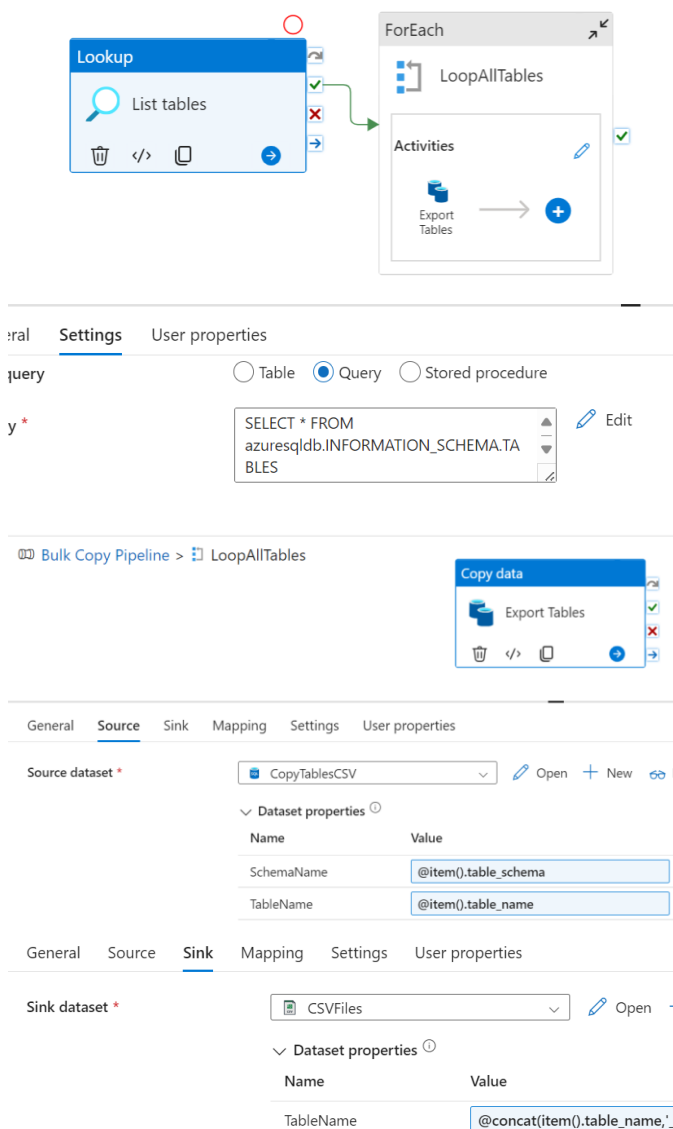 Lookup
List tables
ForEach
LoopAllTables
Activities
Export
Tables
eral Settings User properties
query Table Query Stored procedure
y * SELECT * FROM
azuresqldb.INFORMATION_SCHEMA.TA
BLES
Edit
Bulk Copy Pipeline > LoopAllTables
Copy data
Export Tables
General Source Sink Mapping Settings User properties
Source dataset * CopyTablesCSV Open New
Dataset properties
Name Value
SchemaName @item().table_schema
TableName @item().table_name
General Source Sink Mapping Settings User properties
Sink dataset * CSVFiles Open
Dataset properties
Name Value
TableName @concat(item().table_name,'_